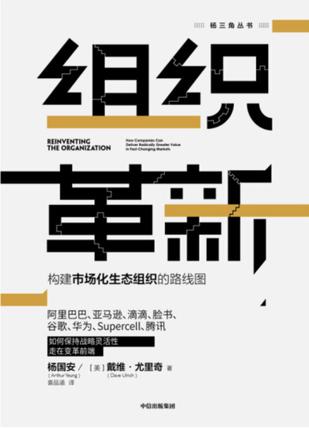 杨三角丛书
组织
REINVENTING
THE ORGANIZATION
How Companies Can
Deliver Radically Greater Value
in Fast-Changing Markets
革新
构建市场化生态组织的路线图
阿里巴巴、亚马逊、滴滴、脸书、
谷歌、华为、Supercell、腾讯
如何保持战略灵活性
走在变革前端
杨国安/ [美]戴维·尤里奇 著
(Arthur Yeung) (Dave Ulrich)
袁品涵 译
中信出版集团